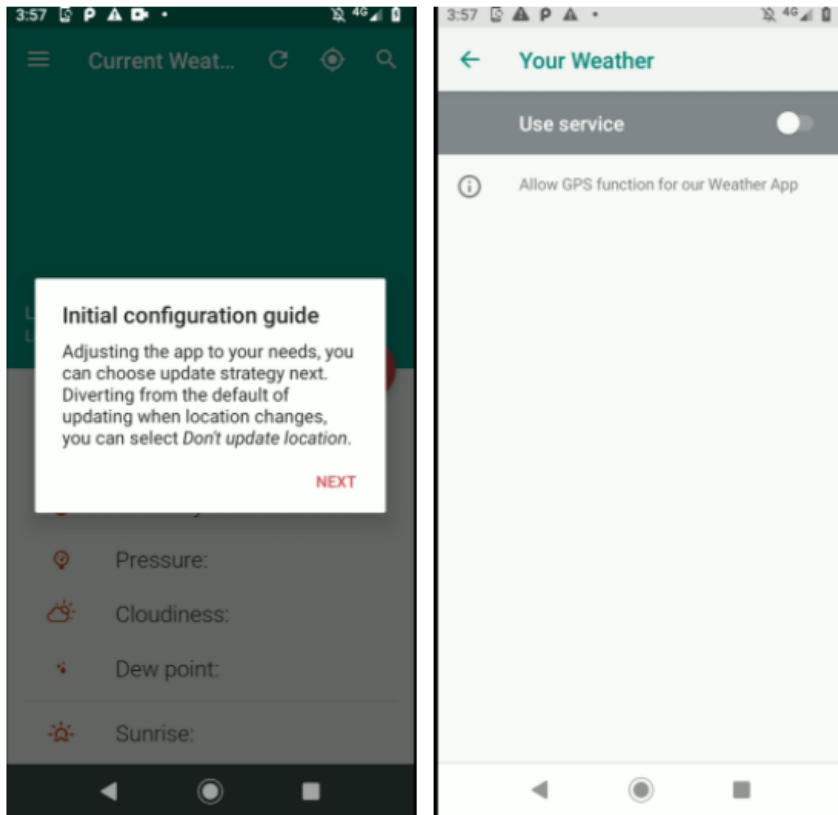 3:57
4G
Current Weat...
Initial configuration guide
Adjusting the app to your needs, you
can choose update strategy next.
Diverting from the default of
updating when location changes,
you can select Don't update location.
NEXT
Pressure:
Cloudiness:
Dew point:
Sunrise:
3:57
4G
Your Weather
Use service
Allow GPS function for our Weather App